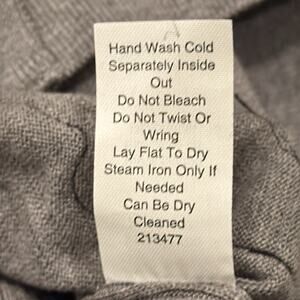 Hand Wash Cold
Separately Inside
Out
Do Not Bleach
Do Not Twist Or
Wring
Lay Flat To Dry
Steam Iron Only If
Needed
Can Be Dry
Cleaned
213477